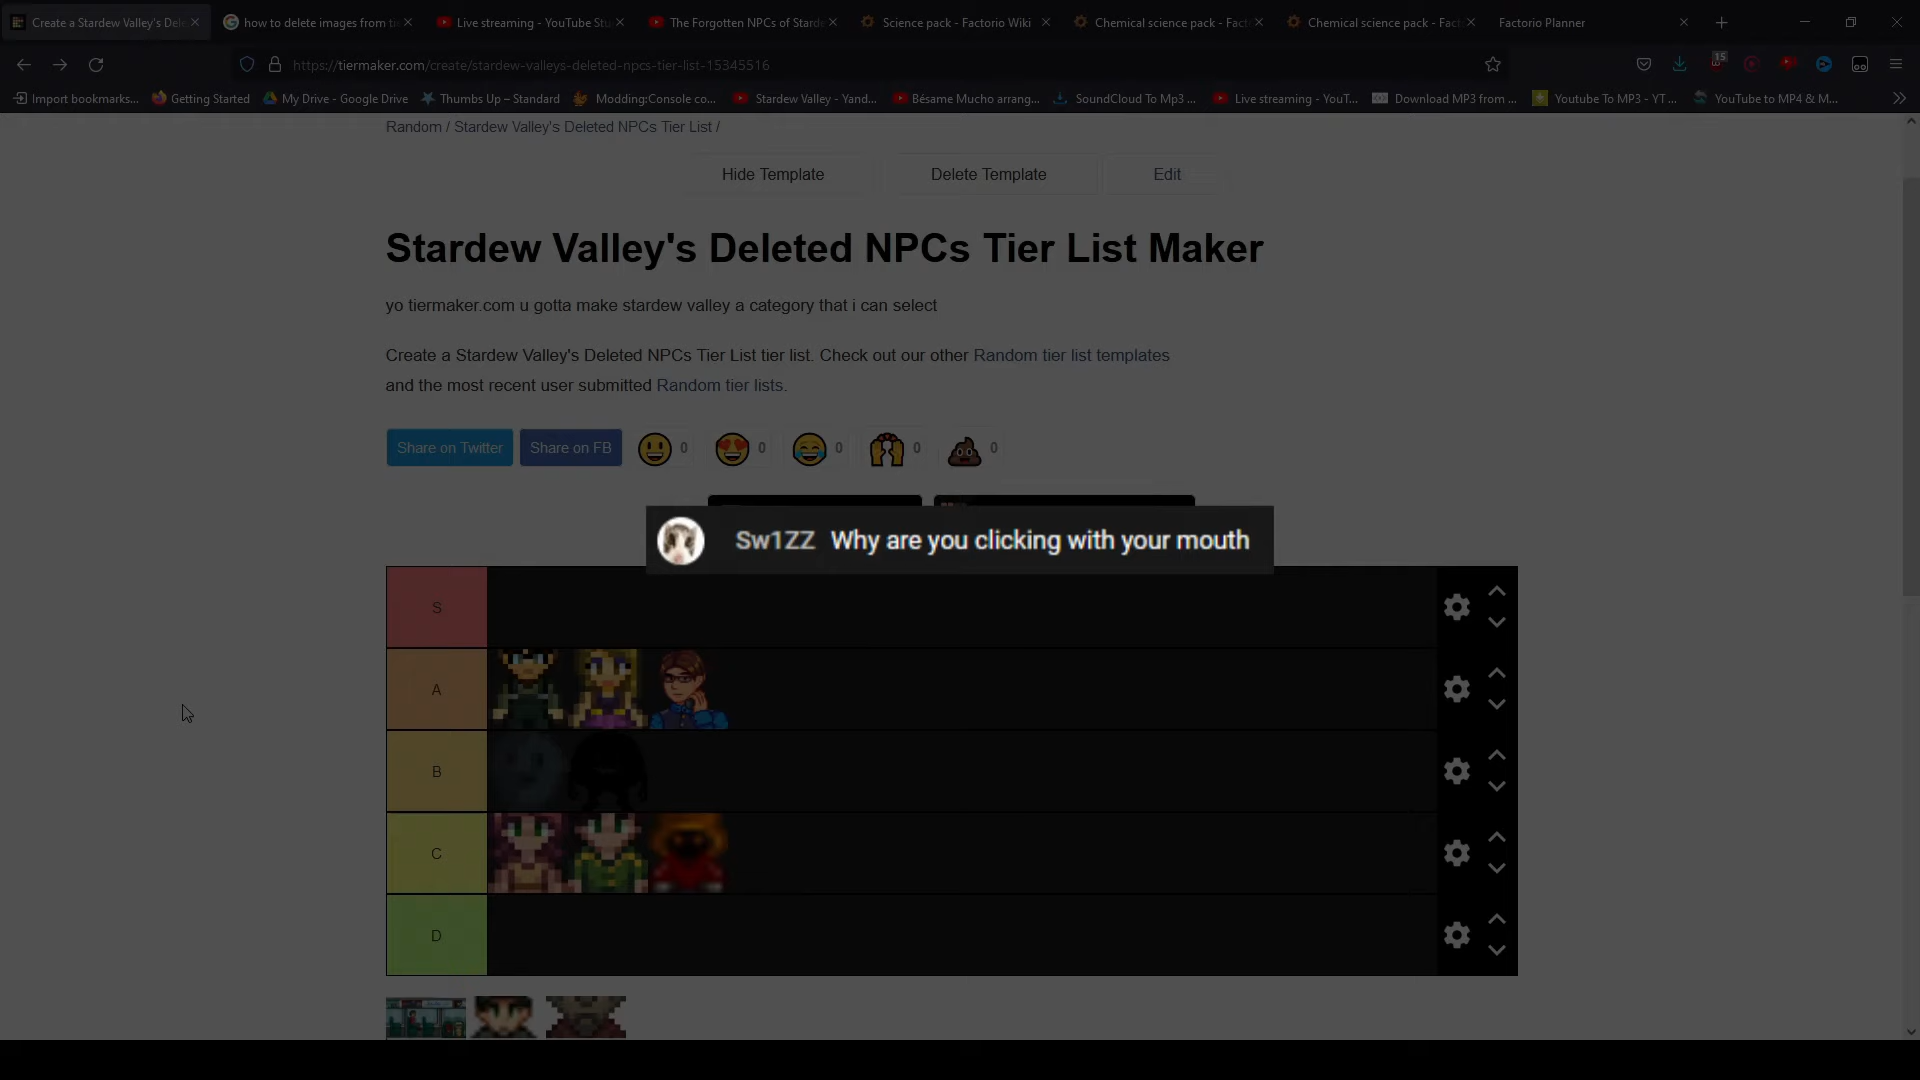 Create a Stardew Valley's Del
how to delete images from ti
Live streaming - YouTube Stu
The Forgotten NPCs of Starde
Science pack - Factorio Wiki
Chemical science pack - Fact
Chemical science pack - Fact
Factorio Planner
https://tiermaker.com/create/stardew-valleys-deleted-npcs-tier-list-15345516
15
Import bookmarks...
Getting Started
My Drive - Google Drive
Thumbs Up – Standard
Modding:Console co...
Stardew Valley - Yand...
Bésame Mucho arrang...
SoundCloud To Mp3 ...
Live streaming - YouT...
Download MP3 from ...
Youtube To MP3 - YT ...
YouTube to MP4 & M...
Random / Stardew Valley's Deleted NPCs Tier List /
Hide Template
Delete Template
Edit
Stardew Valley's Deleted NPCs Tier List Maker
yo tiermaker.com u gotta make stardew valley a category that i can select
Create a Stardew Valley's Deleted NPCs Tier List tier list. Check out our other Random tier list templates
and the most recent user submitted Random tier lists.
Share on Twitter
Share on FB
0
0
0
0
0
Sw1ZZ Why are you clicking with your mouth
S
A
B
C
D